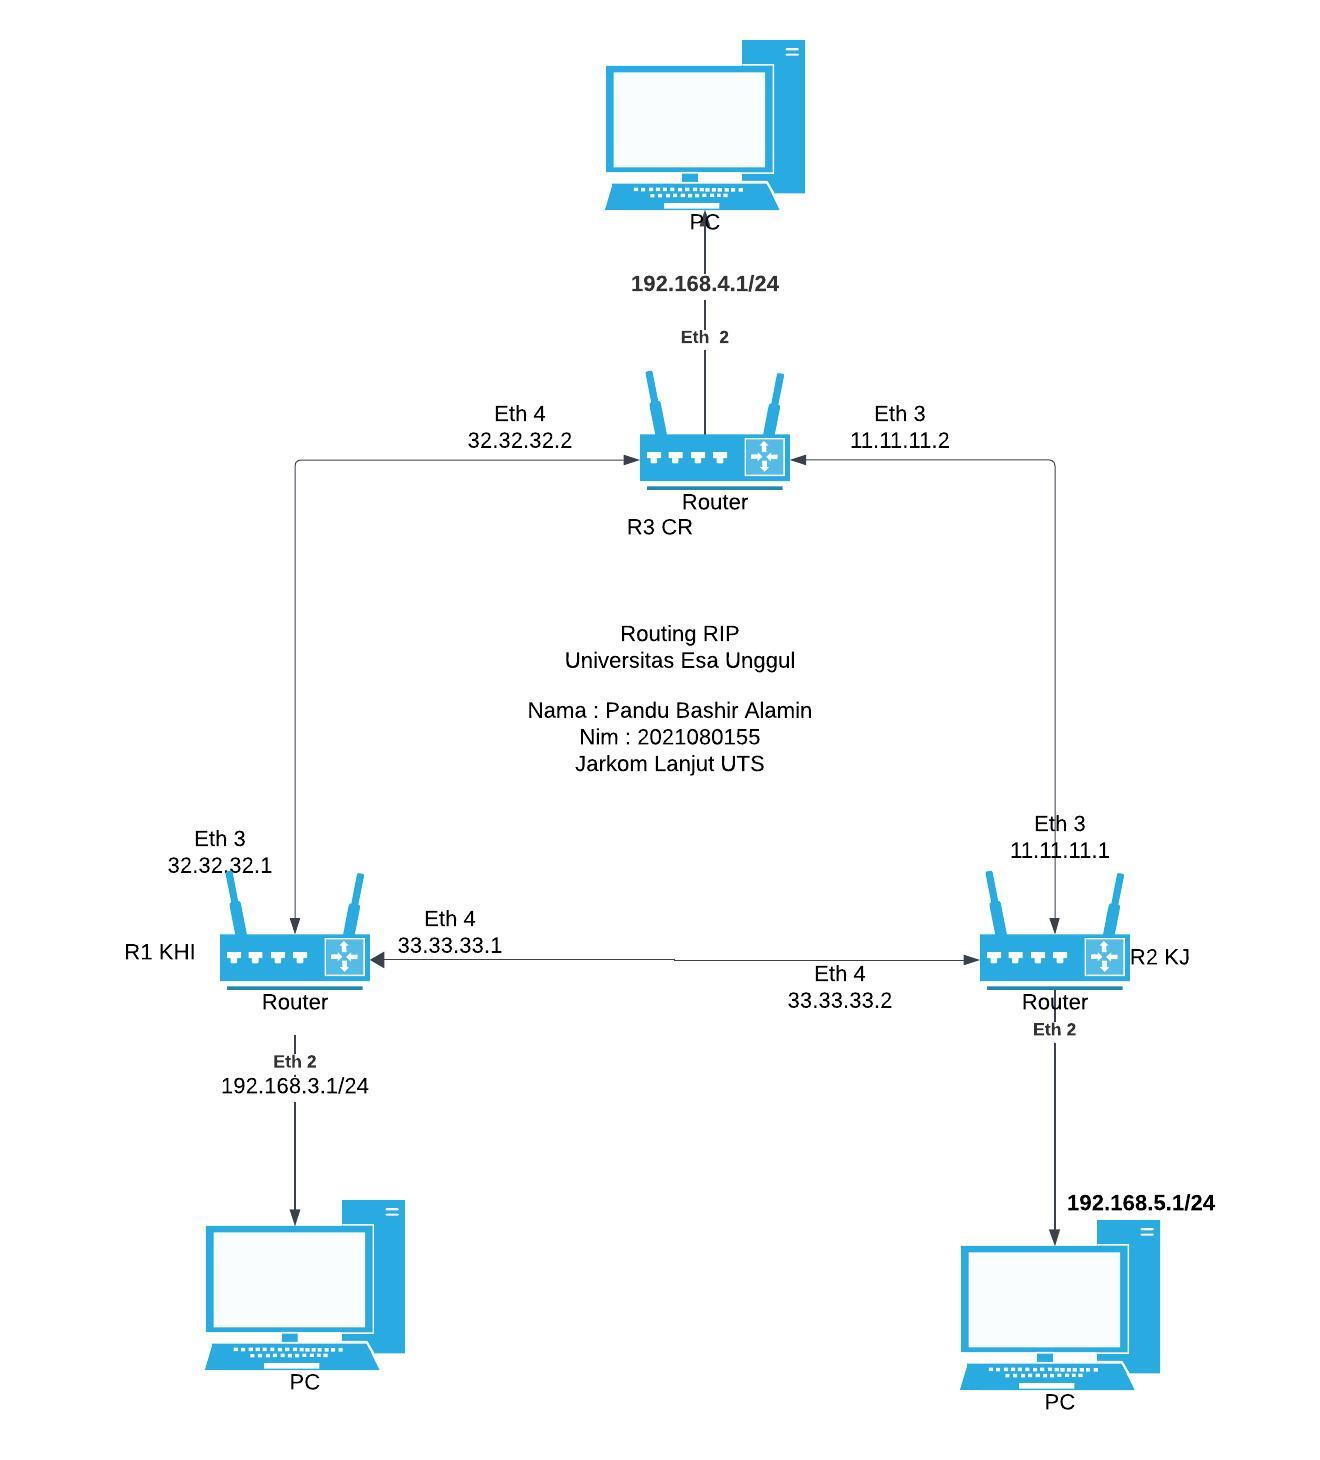 PC
192.168.4.1/24
Eth  2
Eth 4
32.32.32.2
Eth 3
11.11.11.2
Router
R3 CR
Routing RIP
Universitas Esa Unggul
Nama : Pandu Bashir Alamin
Nim : 2021080155
Jarkom Lanjut UTS
Eth 3
32.32.32.1
Eth 3
11.11.11.1
R1 KHI
Eth 4
33.33.33.1
Eth 4
33.33.33.2
R2 KJ
Router
Router
Eth 2
192.168.3.1/24
Eth 2
192.168.5.1/24
PC
PC